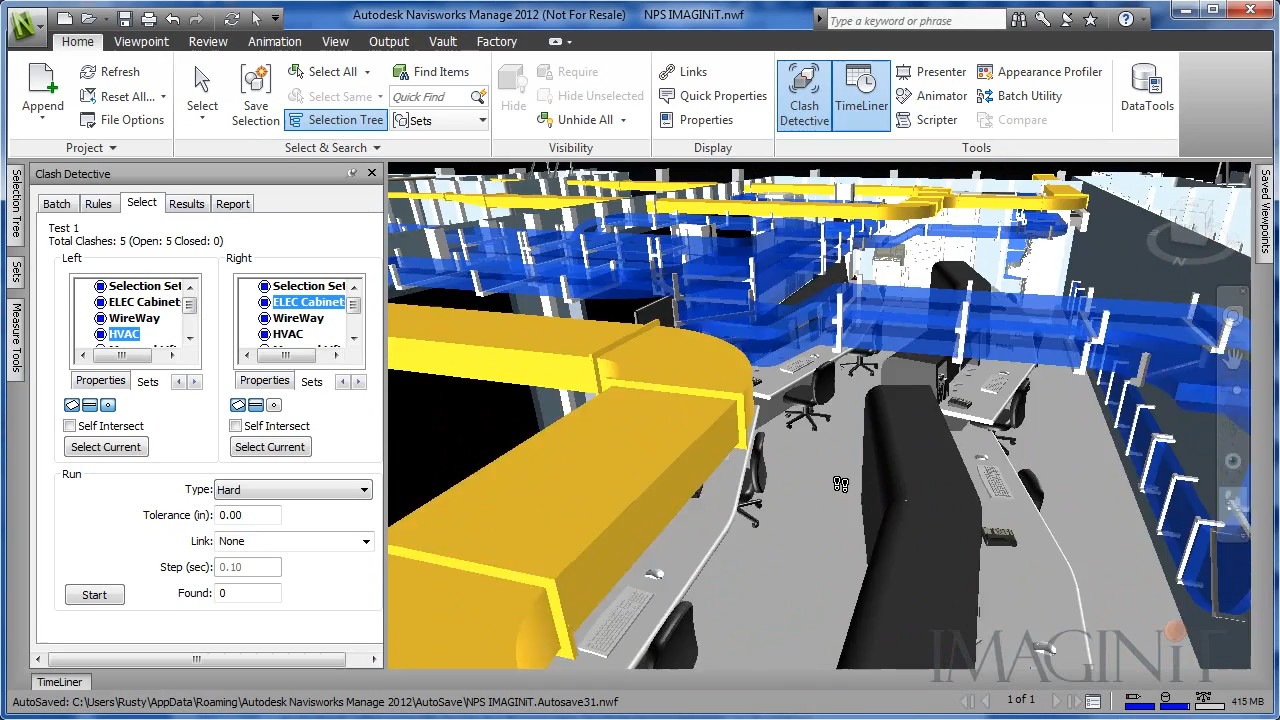 Autodesk Navisworks Manage 2012 (Not For Resale) NPS IMAGINiT.nwf
Type a keyword or phrase
Home Viewpoint Review Animation View Output Vault Factory
Append
Refresh
Reset All...
File Options
Project
Select
Save Selection
Select All
Select Same
Selection Tree
Find Items
Quick Find
Sets
Select & Search
Hide
Require
Hide Unselected
Unhide All
Visibility
Links
Quick Properties
Properties
Display
Clash Detective
TimeLiner
Presenter
Animator
Scripter
Appearance Profiler
Batch Utility
Compare
Tools
DataTools
Selection Tree
Sets
Measure Tools
Saved Viewpoints
Clash Detective
Batch Rules Select Results Report
Test 1
Total Clashes: 5 (Open: 5 Closed: 0)
Left
Selection Set
ELEC Cabinet
WireWay
HVAC
Properties Sets
Self Intersect
Select Current
Right
Selection Set
ELEC Cabinet
WireWay
HVAC
Properties Sets
Self Intersect
Select Current
Run
Type: Hard
Tolerance (in): 0.00
Link: None
Step (sec): 0.10
Start
Found: 0
N
IMAGINiT
TimeLiner
AutoSaved: C:\Users\Rusty\AppData\Roaming\Autodesk Navisworks Manage 2012\AutoSave\NPS IMAGINiT.Autosave31.nwf
1 of 1
415 MB